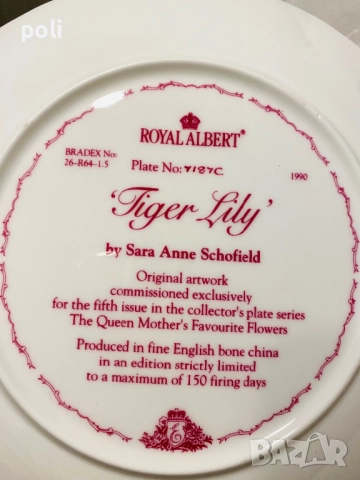 poli
ROYAL ALBERT®
BRADEX No:
26-R64-1.5
Plate No: 4187C
1990
'Tiger Lily'
by Sara Anne Schofield
Original artwork
commissioned exclusively
for the fifth issue in the collector's plate series
The Queen Mother's Favourite Flowers
Produced in fine English bone china
in an edition strictly limited
to a maximum of 150 firing days
E
BAZAR